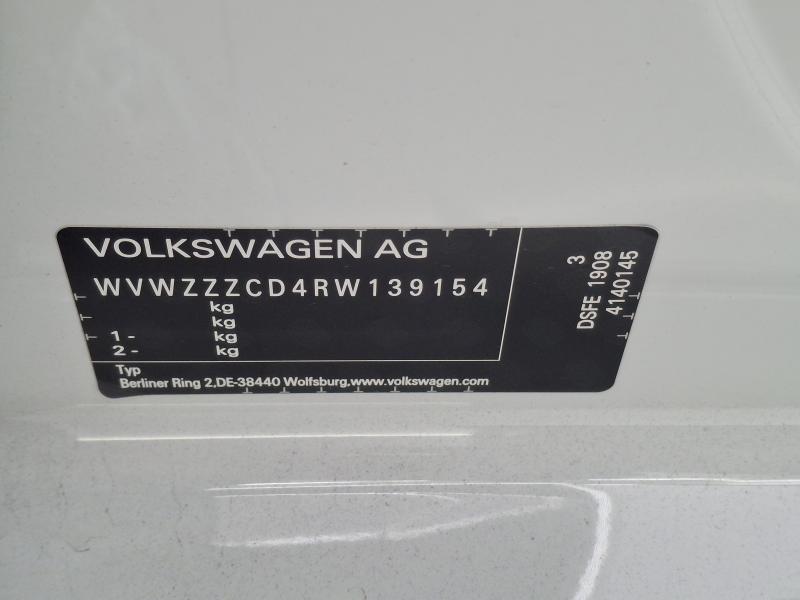 VOLKSWAGEN AG
WVWZZZCD4RW139154
kg
kg
1 - kg
2 - kg
Typ
Berliner Ring 2,DE-38440 Wolfsburg,www.volkswagen.com
3
DSFE 1908
4140145